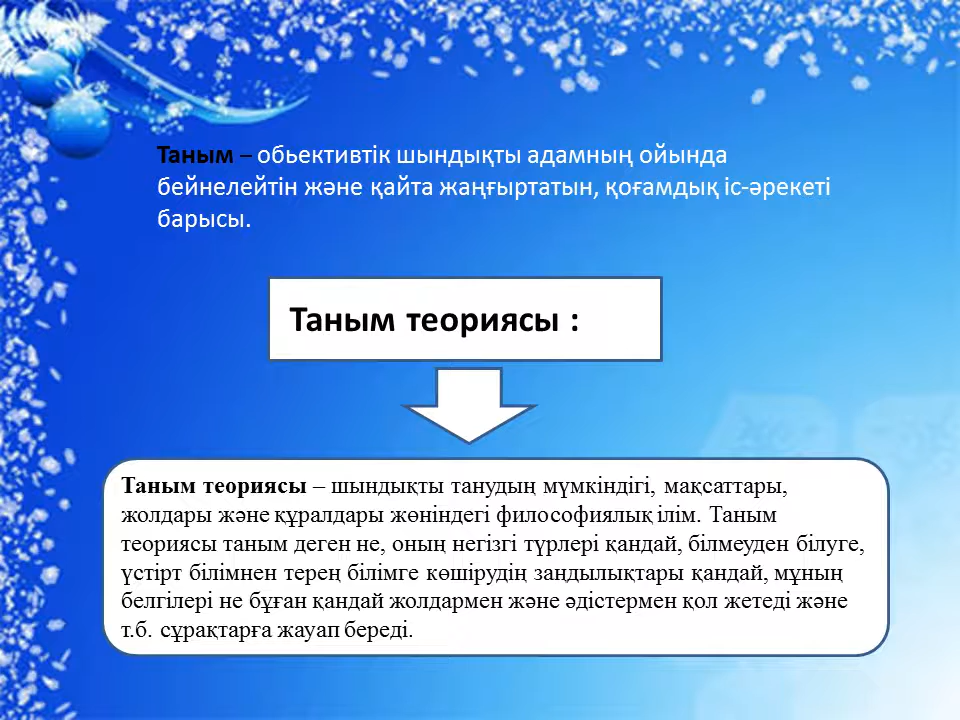 Таным – обьективтік шындықты адамның ойында
бейнелейтін және қайта жаңғыртатын, қоғамдық іс-әрекеті
барысы.
Таным теориясы :
Таным теориясы – шындықты танудың мүмкіндігі, мақсаттары,
жолдары және құралдары жөніндегі философиялық ілім. Таным
теориясы таным деген не, оның негізгі түрлері қандай, білмеуден білуге,
үстірт білімнен терең білімге көшірудің заңдылықтары қандай, мұның
белгілері не бұған қандай жолдармен және әдістермен қол жетеді және
т.б. сұрақтарға жауап береді.